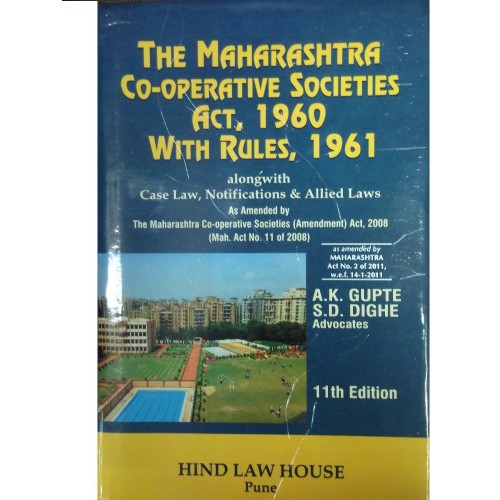 THE MAHARASHTRA
CO-OPERATIVE SOCIETIES
ACT, 1960
WITH RULES, 1961
alongwith
Case Law, Notifications & Allied Laws
As Amended by
The Maharashtra Co-operative Societies (Amendment) Act, 2008
(Mah. Act No. 11 of 2008)
as amended by
MAHARASHTRA
Act No. 2 of 2011,
w.e.f. 14-1-2011
A.K. GUPTE
S.D. DIGHE
Advocates
11th Edition
HIND LAW HOUSE
Pune